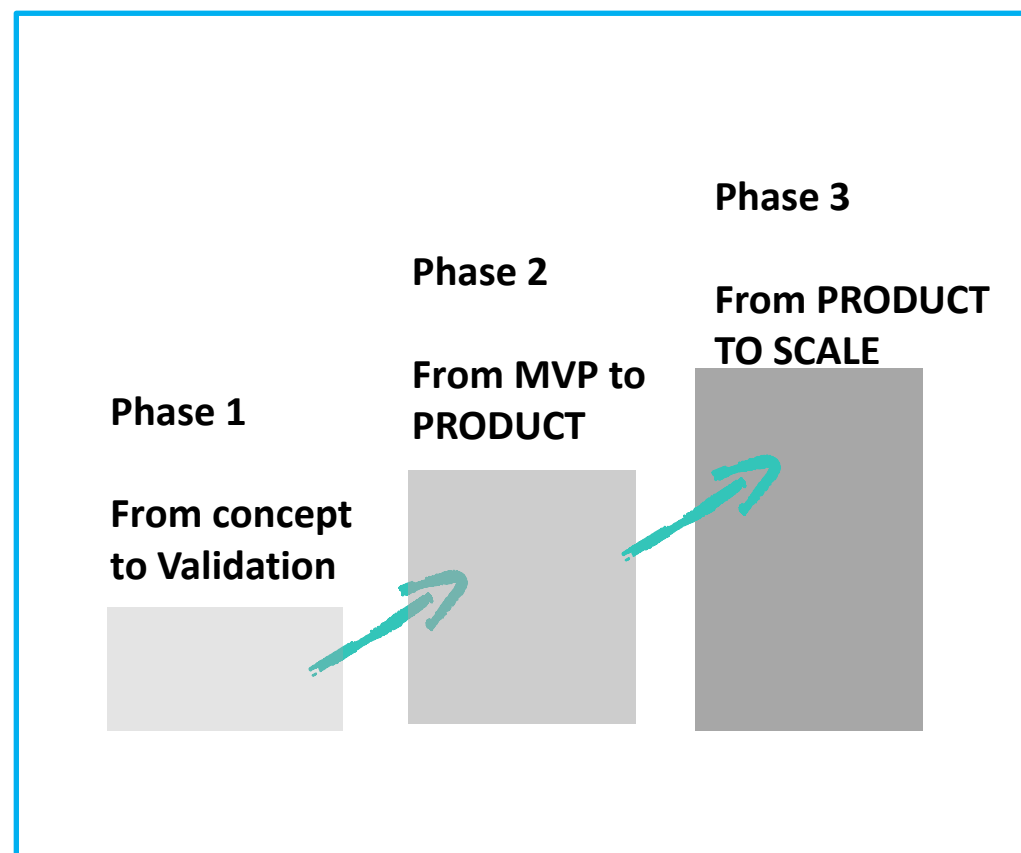 Phase 1
From concept
to Validation
Phase 2
From MVP to
PRODUCT
Phase 3
From PRODUCT
TO SCALE